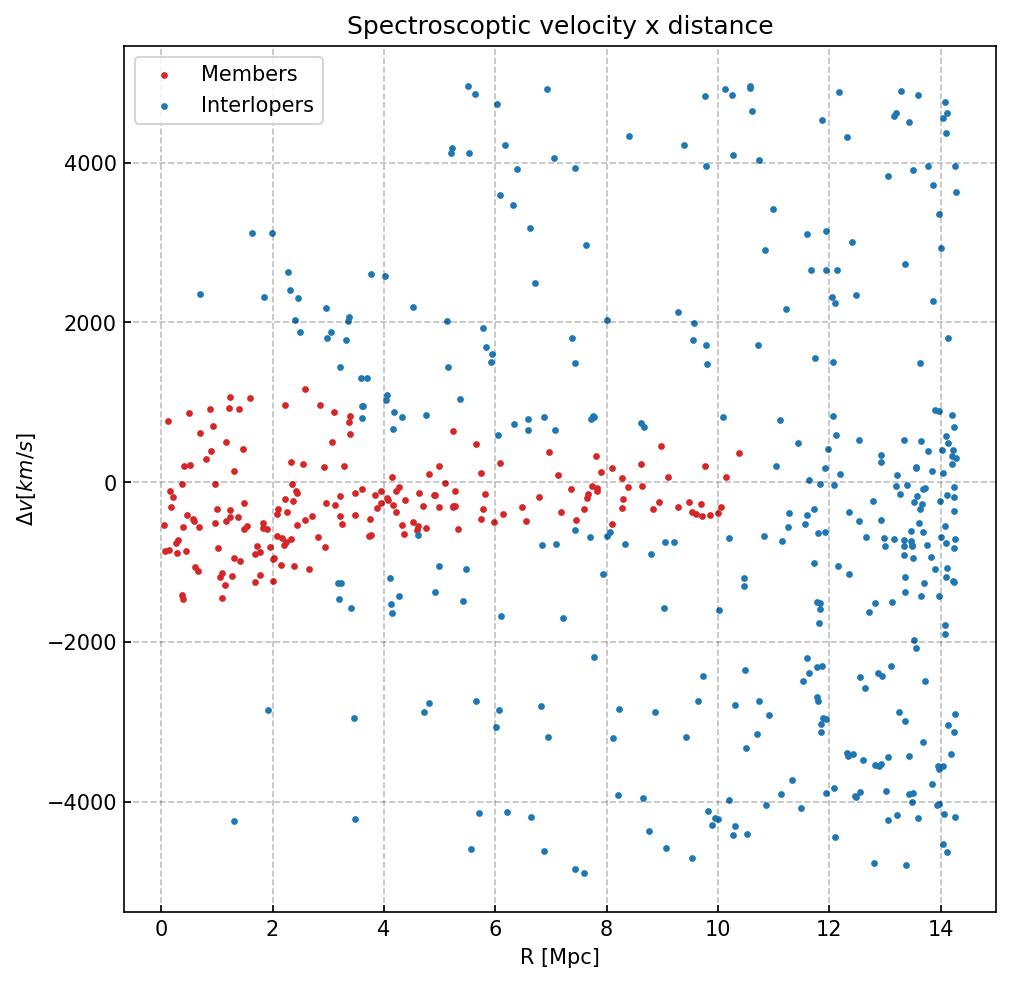 Spectroscoptic velocity x distance
Members
Interlopers
Δv[km/s]
4000
2000
0
−2000
−4000
0 2 4 6 8 10 12 14
R [Mpc]